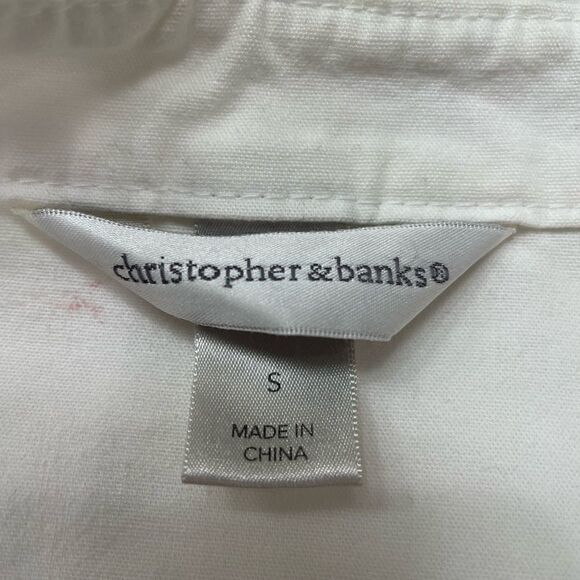 christopher & banks®
S
MADE IN
CHINA